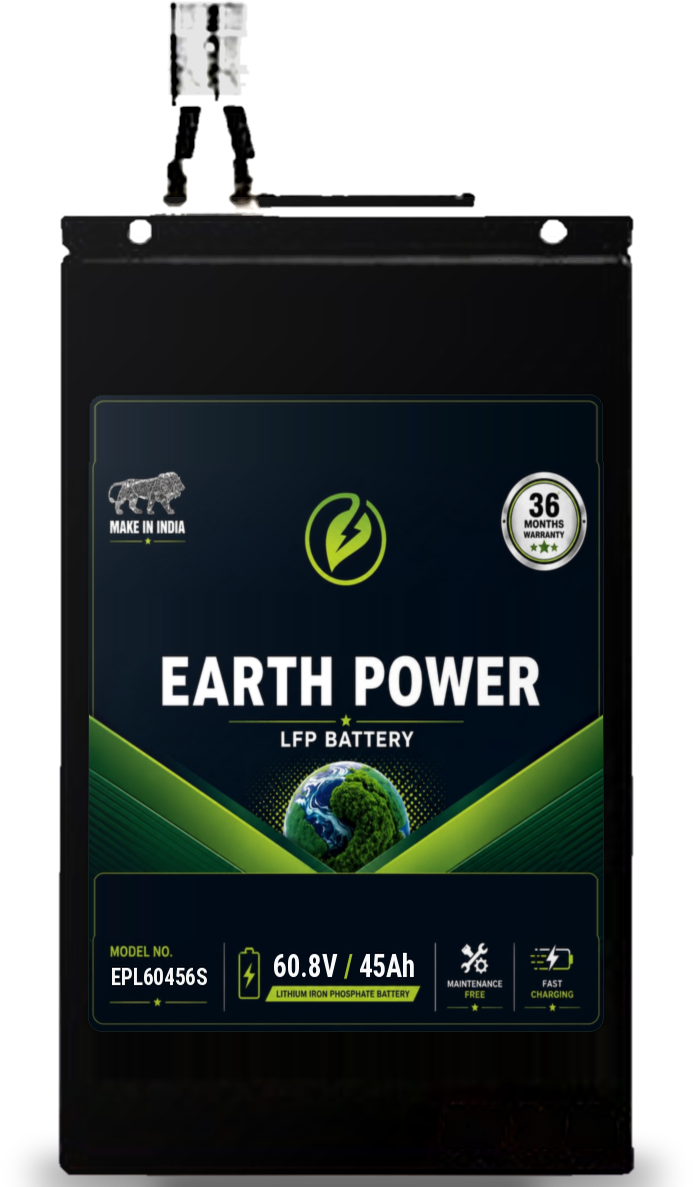 MAKE IN INDIA
36
MONTHS
WARRANTY
EARTH POWER
LFP BATTERY
MODEL NO.
EPL60456S
60.8V / 45Ah
LITHIUM IRON PHOSPHATE BATTERY
MAINTENANCE
FREE
FAST
CHARGING